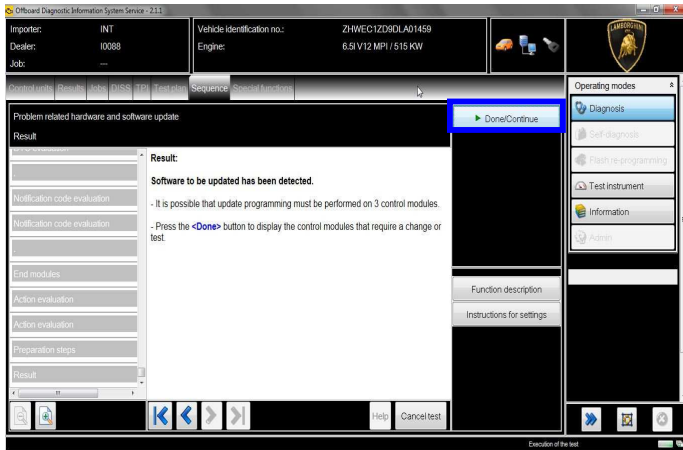 Offboard Diagnostic Information System Service - 2.1.1
Importer: INT
Dealer: I0088
Job: ---
Vehicle identification no.: ZHWEC1ZD9DLA01459
Engine: 6.5l V12 MPI / 515 KW
LAMBORGHINI
Control units Results Jobs DISS TPI Test plan Sequence Special functions
Problem related hardware and software update
Result
Done/Continue
.
Notification code evaluation
Notification code evaluation
.
End modules
Action evaluation
Action evaluation
Preparation steps
Result
Result:
Software to be updated has been detected.
- It is possible that update programming must be performed on 3 control modules.
- Press the <Done> button to display the control modules that require a change or
test.
Function description
Instructions for settings
Help
Cancel test
Operating modes
Diagnosis
Self-diagnosis
Flash re-programming
Test instrument
Information
Admin
Execution of the test